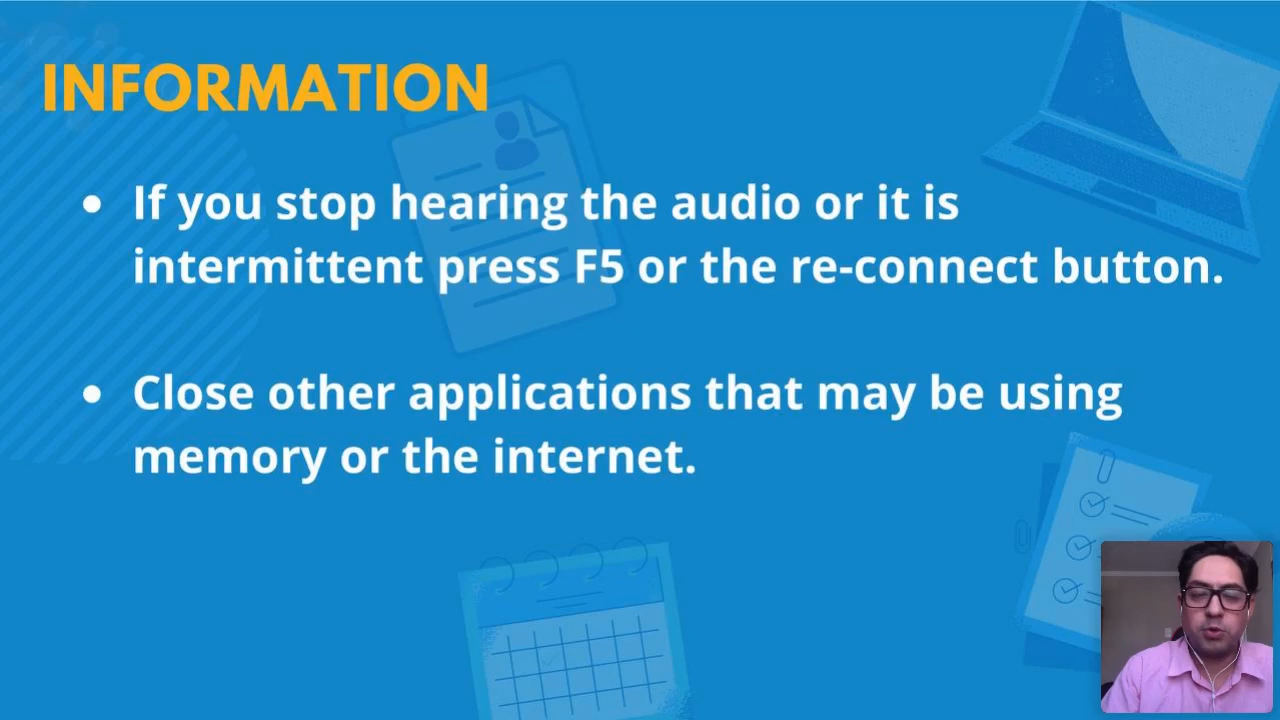 INFORMATION
• If you stop hearing the audio or it is
intermittent press F5 or the re-connect button.
• Close other applications that may be using
memory or the internet.